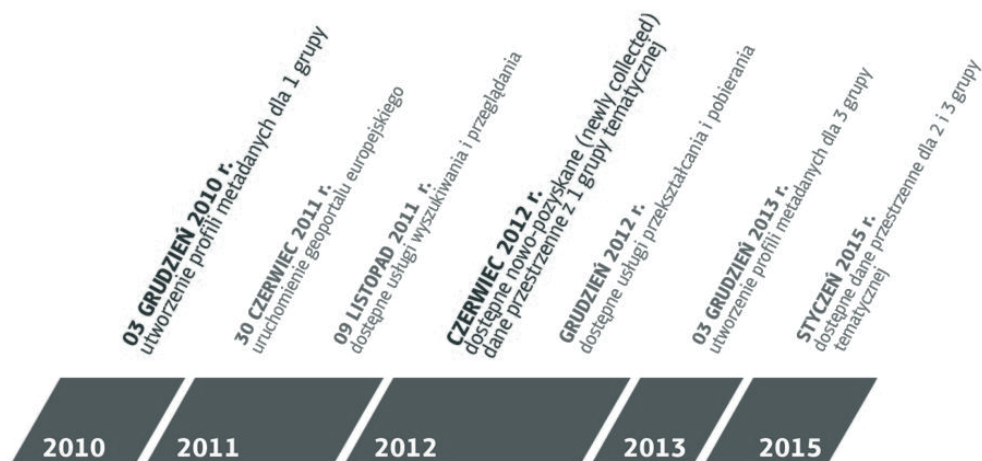 03 GRUDZIEŃ 2010 r.
utworzenie profili metadanych dla 1 grupy
30 CZERWIEC 2011 r.
uruchomienie geoportalu europejskiego
09 LISTOPAD 2011 r.
dostępne usługi wyszukiwania i przeglądania
CZERWIEC 2012 r.
dostępne nowo-pozyskane (newly collected)
dane przestrzenne z 1 grupy tematycznej
GRUDZIEŃ 2012 r.
dostępne usługi przekształcania i pobierania
03 GRUDZIEŃ 2013 r.
utworzenie profili metadanych dla 3 grupy
STYCZEŃ 2015 r.
dostępne dane przestrzenne dla 2 i 3 grupy
tematycznej
2010 2011 2012 2013 2015